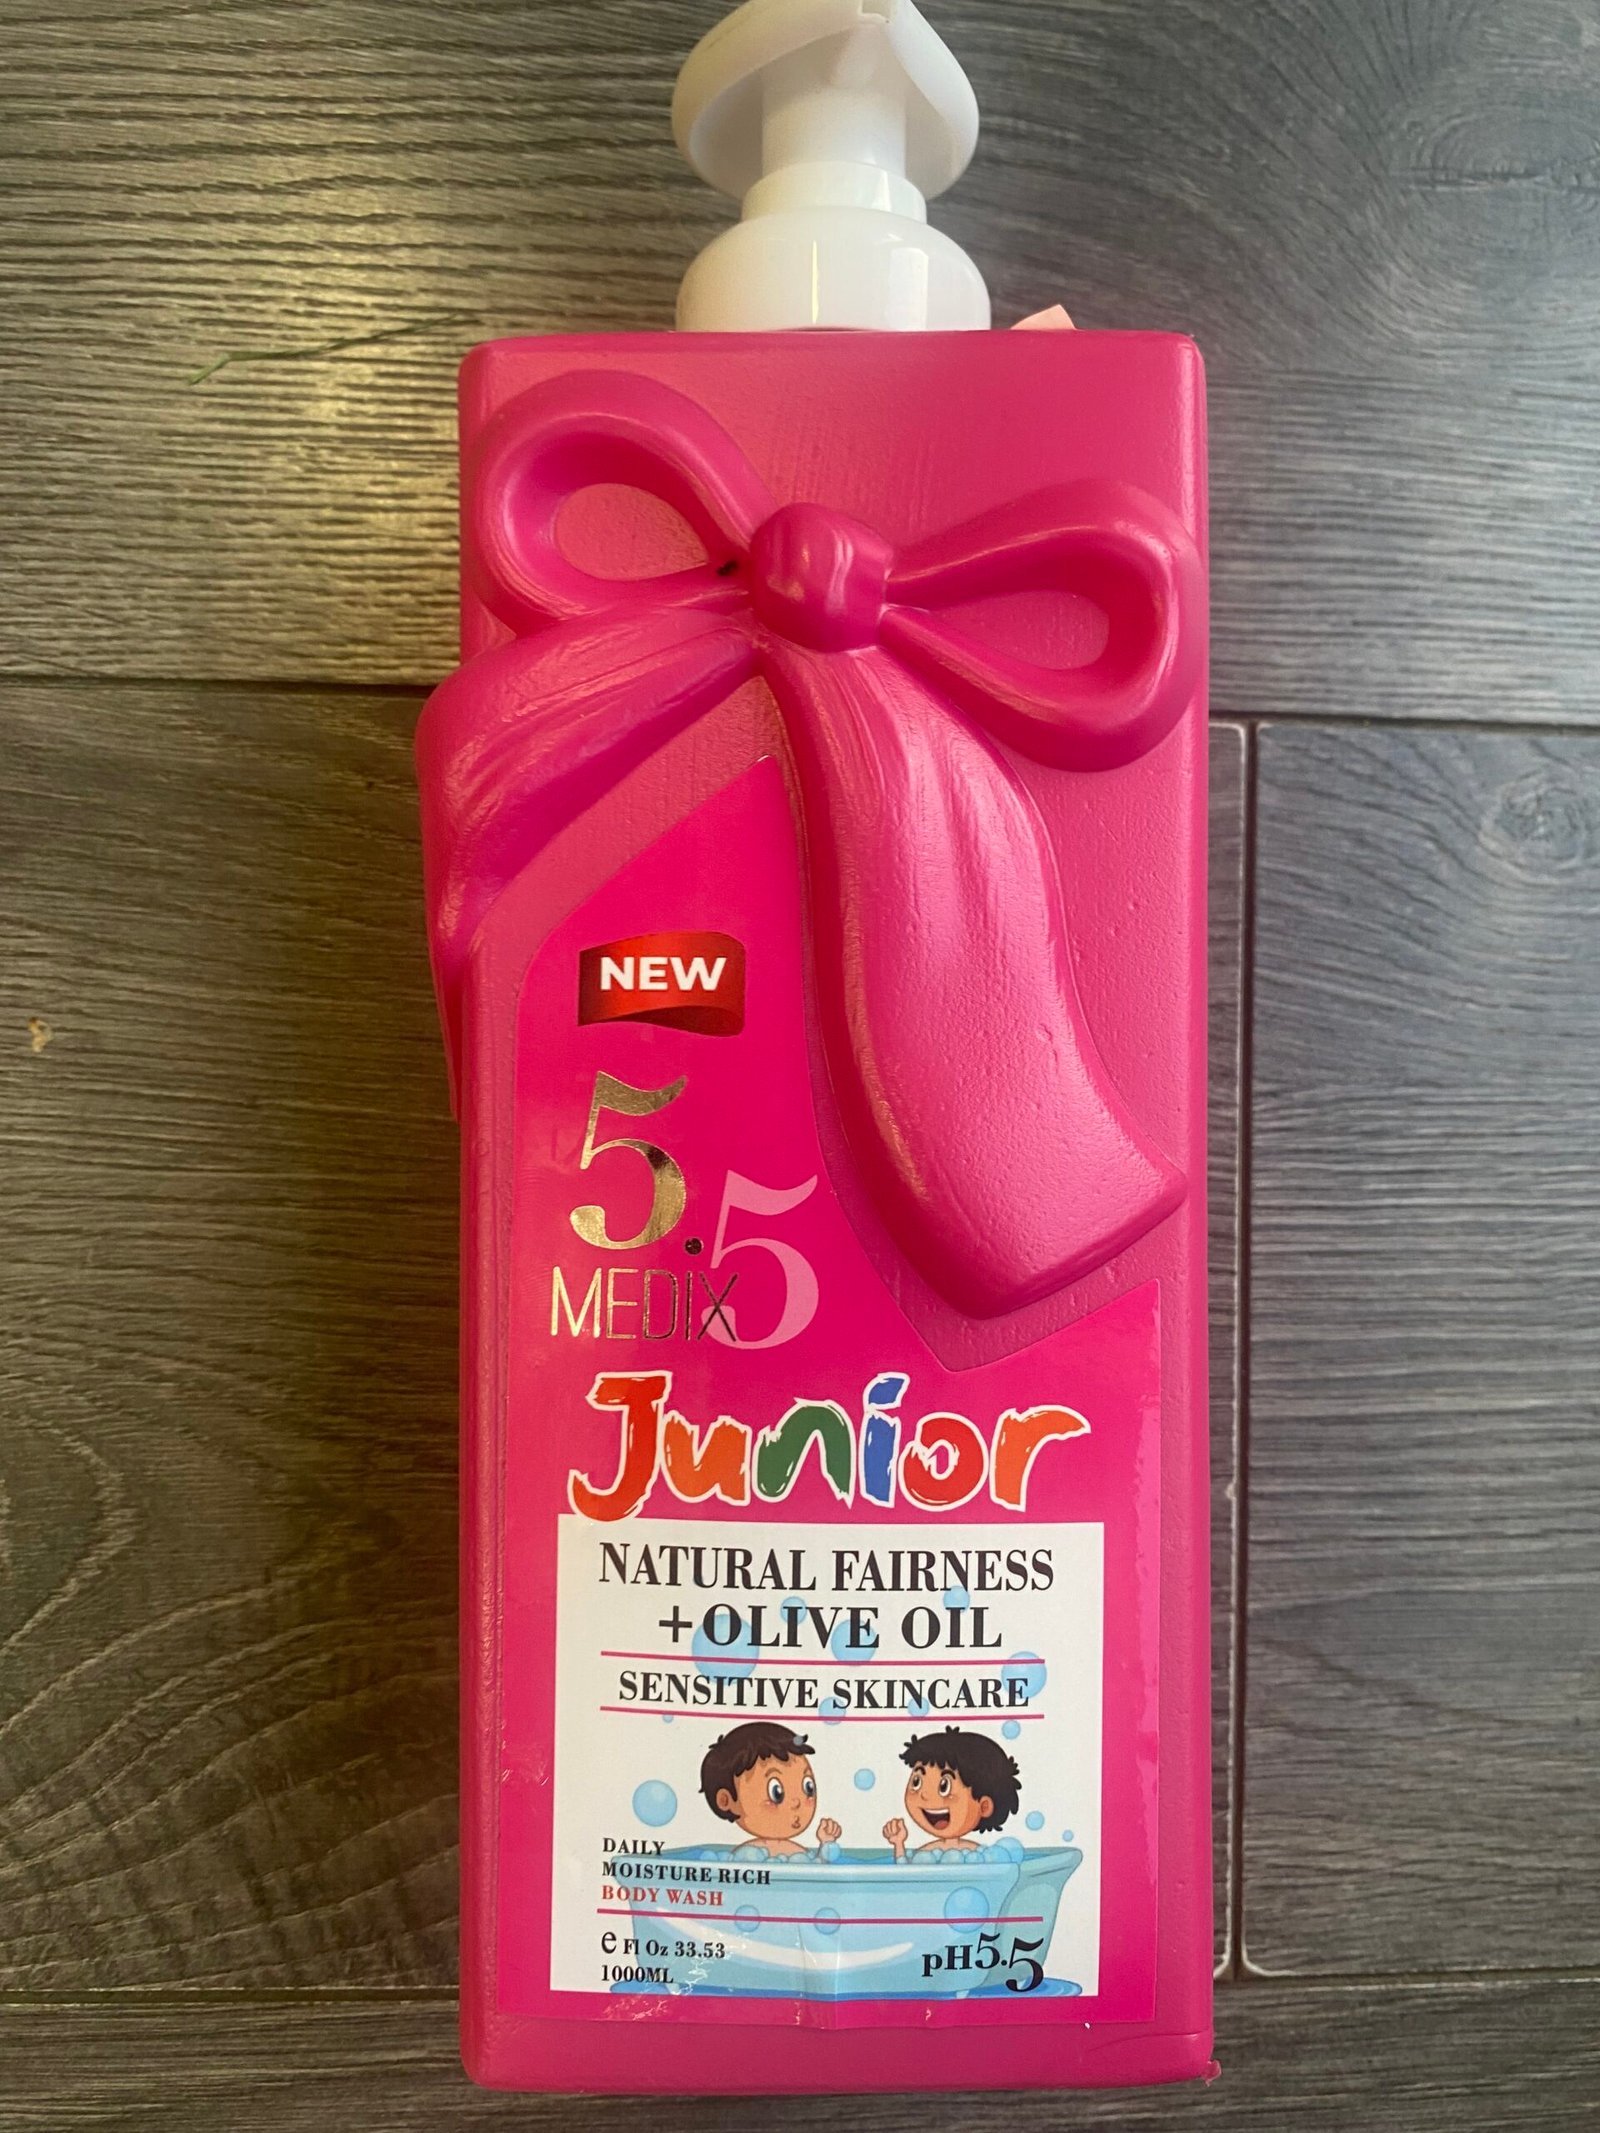 NEW
5.5
MEDIX
Junior
NATURAL FAIRNESS
+OLIVE OIL
SENSITIVE SKINCARE
DAILY
MOISTURE RICH
BODY WASH
e Fl Oz 33.53
1000ML
pH5.5